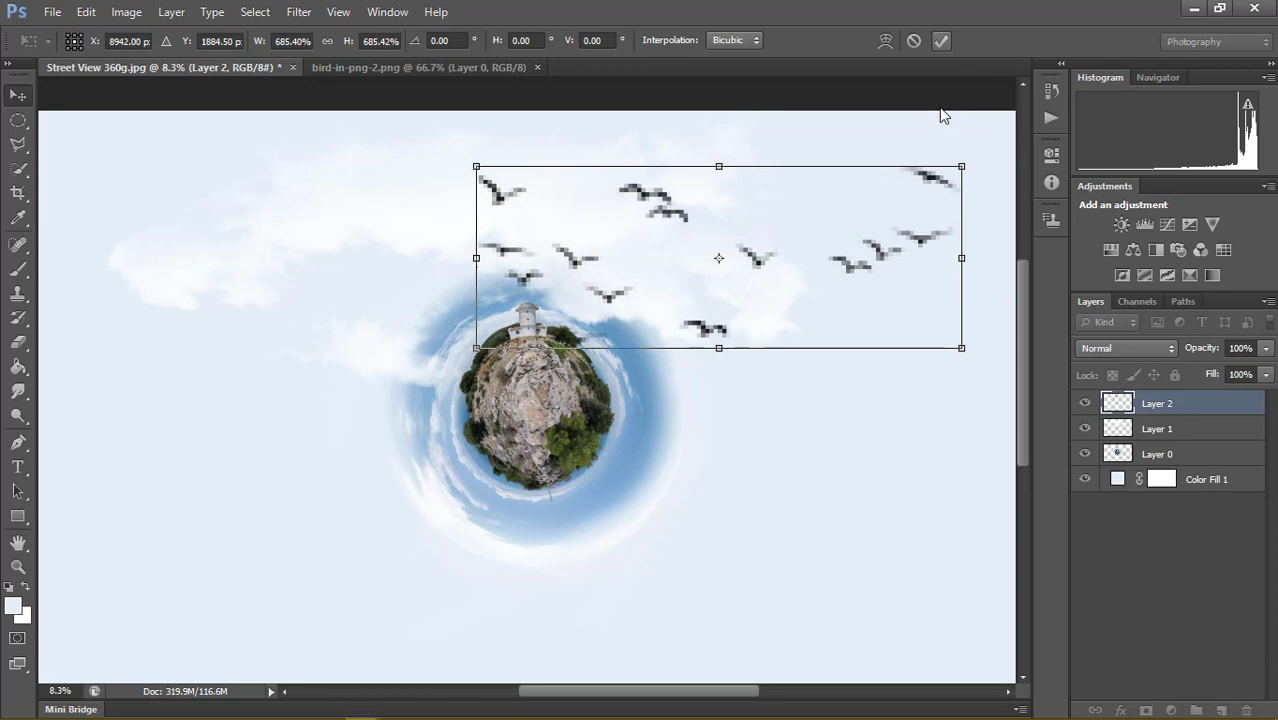 Ps File Edit Image Layer Type Select Filter View Window Help
X: 8942.00 px Y: 1884.50 px W: 685.40% H: 685.42% 0.00 ° H: 0.00 ° V: 0.00 ° Interpolation: Bicubic Photography
Street View 360g.jpg @ 8.3% (Layer 2, RGB/8#) * × bird-in-png-2.png @ 66.7% (Layer 0, RGB/8) ×
Histogram Navigator
Adjustments
Add an adjustment
Layers Channels Paths
Kind
Normal Opacity: 100%
Lock: Fill: 100%
Layer 2
Layer 1
Layer 0
Color Fill 1
8.3% Doc: 319.9M/116.6M
Mini Bridge